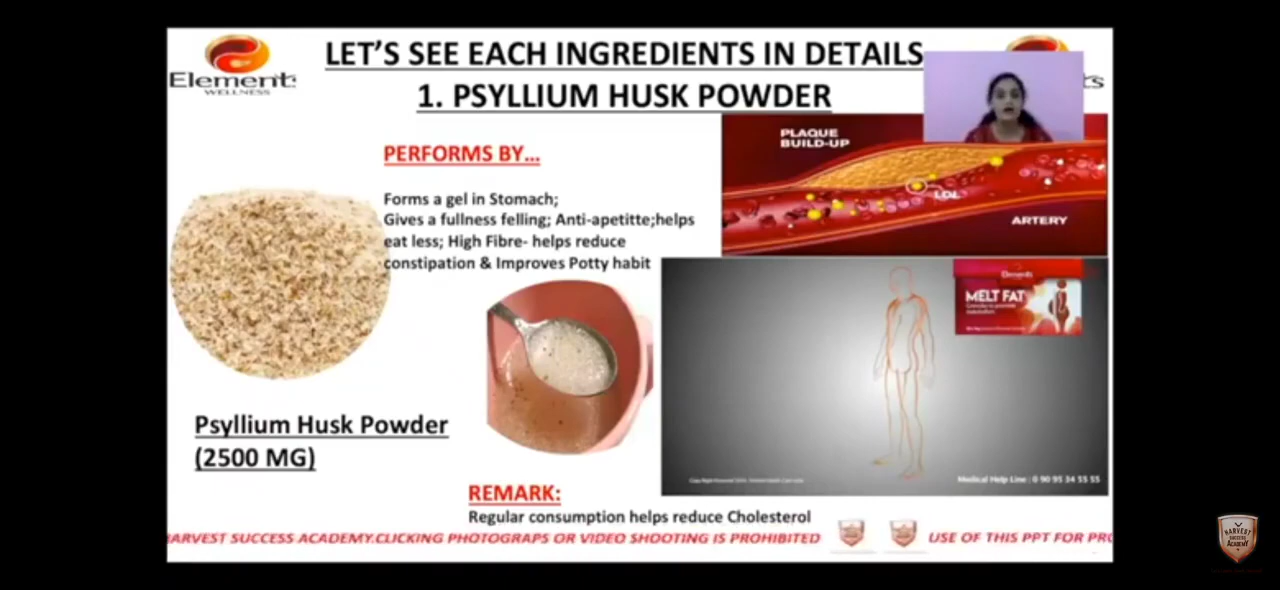 Element
WELLNESS
LET'S SEE EACH INGREDIENTS IN DETAILS
1. PSYLLIUM HUSK POWDER
PERFORMS BY...
Forms a gel in Stomach;
Gives a fullness felling; Anti-apetitte;helps
eat less; High Fibre- helps reduce
constipation & Improves Potty habit
PLAQUE
BUILD-UP
LDL
ARTERY
Elements
MELT FAT
Psyllium Husk Powder
(2500 MG)
Medical Help Line : 0 90 95 34 55 55
REMARK:
Regular consumption helps reduce Cholesterol
ARVEST SUCCESS ACADEMY.CLICKING PHOTOGRAPS OR VIDEO SHOOTING IS PROHIBITED
USE OF THIS PPT FOR PRO
HARVEST
SUCCESS
ACADEMY